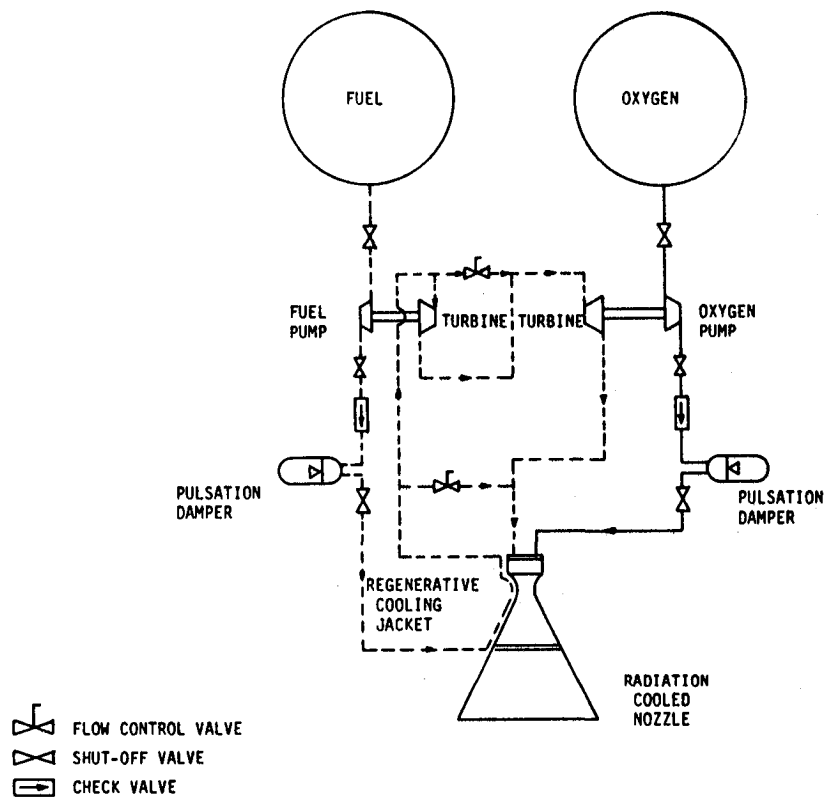 FUEL
OXYGEN
FUEL
PUMP
TURBINE
TURBINE
OXYGEN
PUMP
PULSATION
DAMPER
PULSATION
DAMPER
REGENERATIVE
COOLING
JACKET
RADIATION
COOLED
NOZZLE
FLOW CONTROL VALVE
SHUT-OFF VALVE
CHECK VALVE